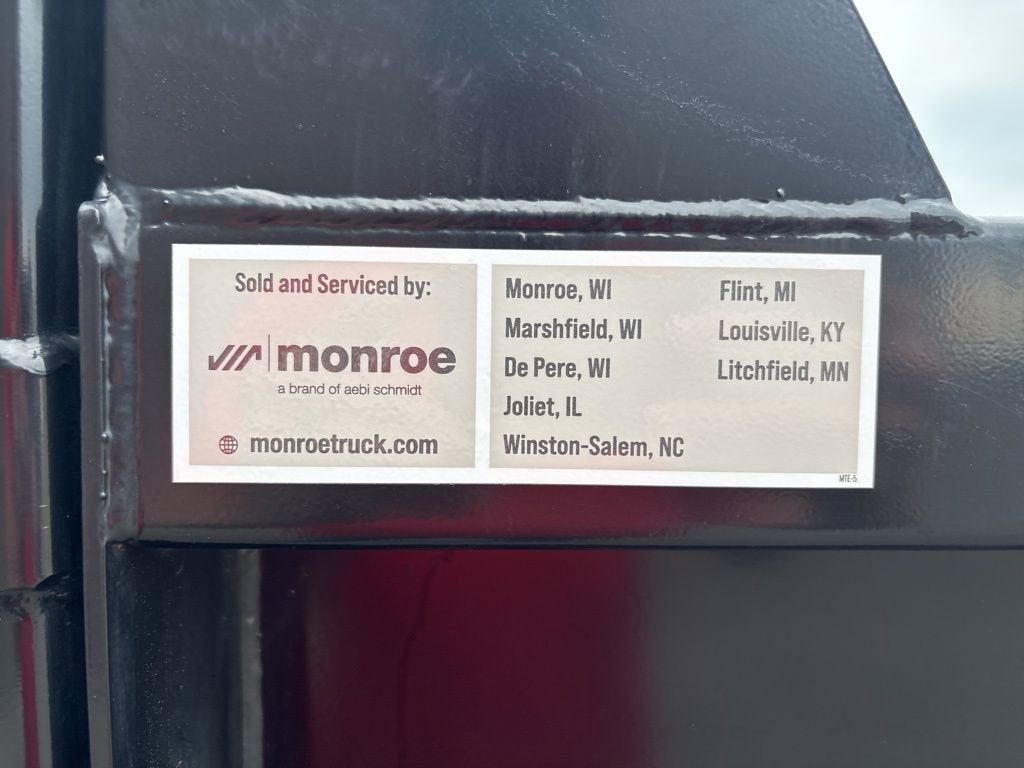 Sold and Serviced by:
monroe
a brand of aebi schmidt
monroetruck.com
Monroe, WI
Marshfield, WI
De Pere, WI
Joliet, IL
Winston-Salem, NC
Flint, MI
Louisville, KY
Litchfield, MN
MTE-5